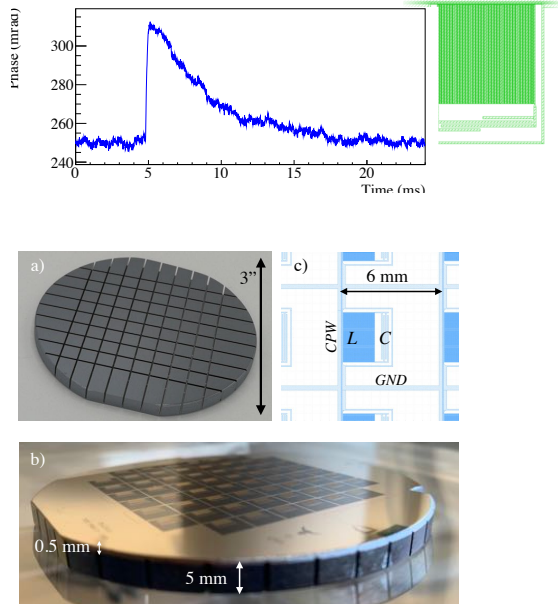 Phase (mrad)
300
280
260
240
0 5 10 15 20
Time (ms)
a)
3”
c)
6 mm
CPW
L C
GND
b)
0.5 mm
5 mm